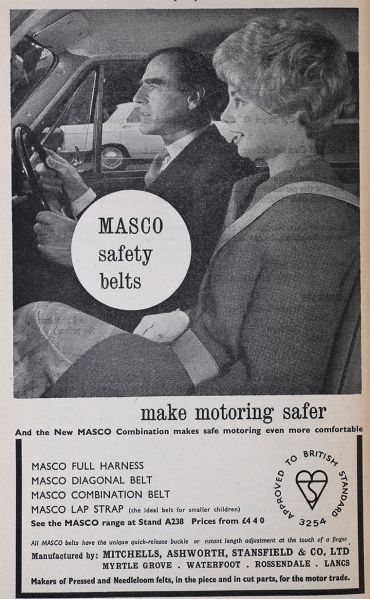 MASCO
safety
belts
make motoring safer
And the New MASCO Combination makes safe motoring even more comfortable
MASCO FULL HARNESS
MASCO DIAGONAL BELT
MASCO COMBINATION BELT
MASCO LAP STRAP (the ideal belt for smaller children)
See the MASCO range at Stand A238 Prices from £4 4 0
APPROVED TO BRITISH STANDARD
3254
All MASCO belts have the unique quick-release buckle or instant length adjustment at the touch of a finger
Manufactured by: MITCHELLS, ASHWORTH, STANSFIELD & CO. LTD
MYRTLE GROVE . WATERFOOT . ROSSENDALE . LANCS
Makers of Pressed and Needleloom felts, in the piece and in cut parts, for the motor trade.